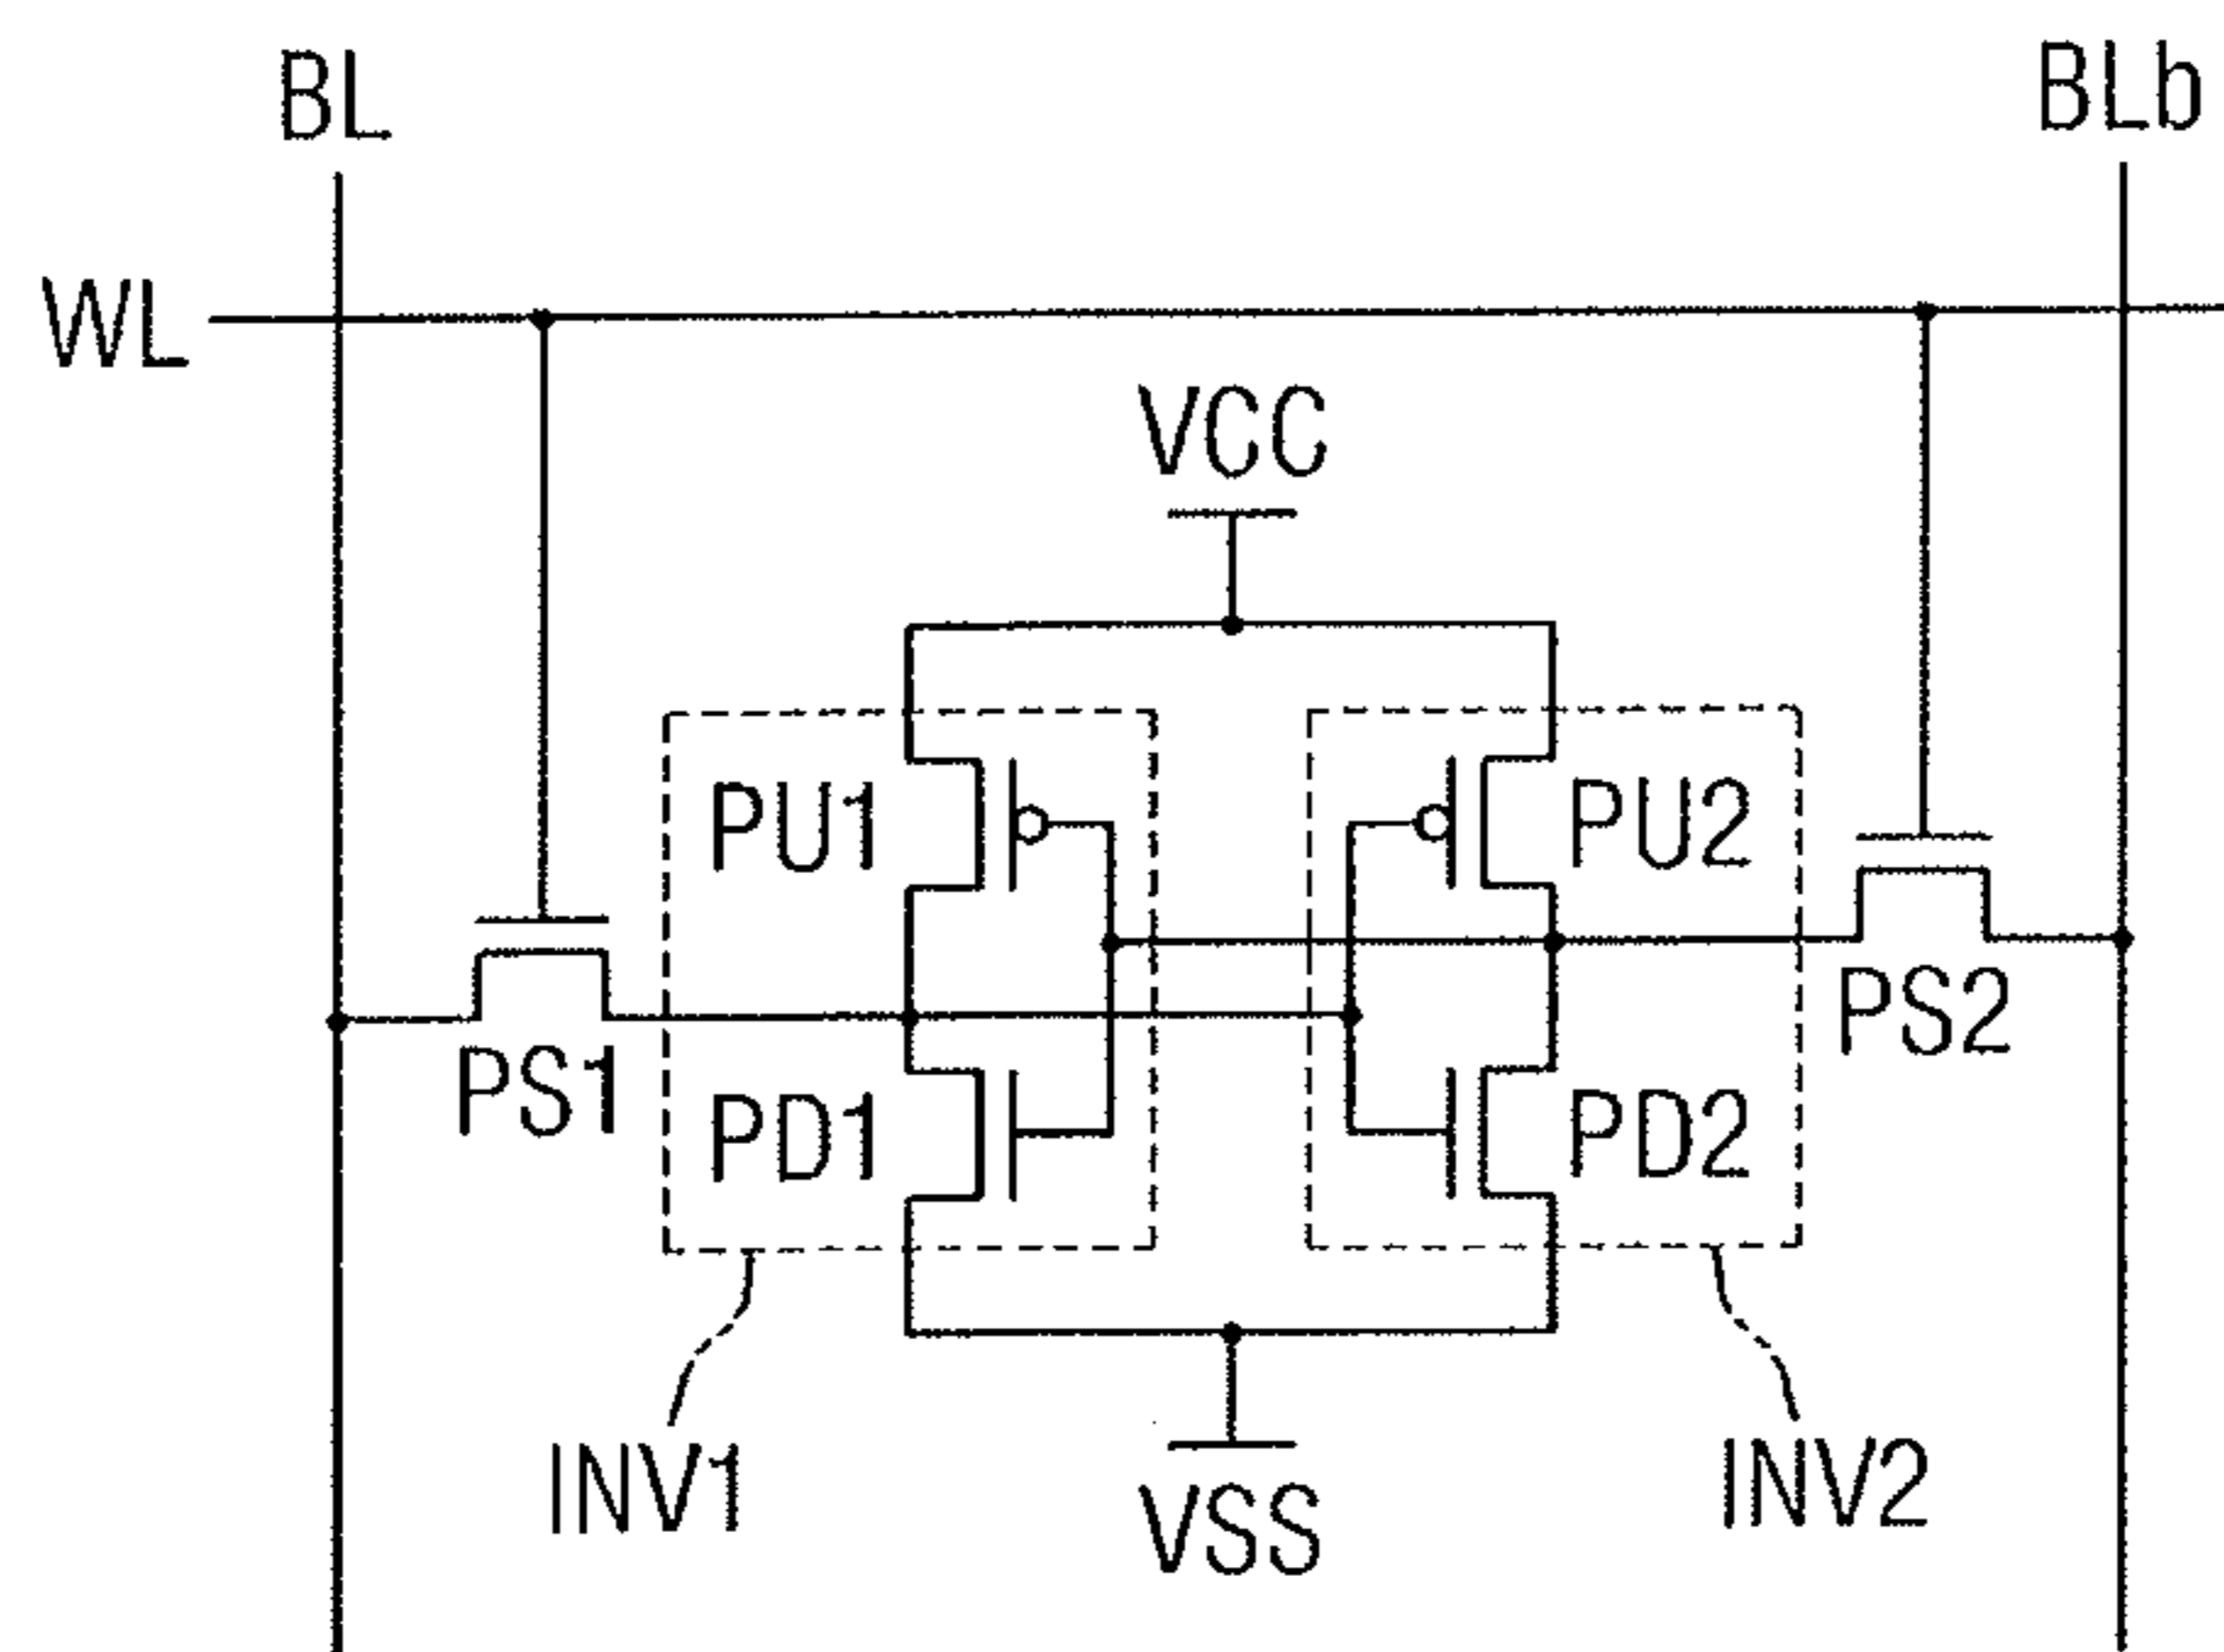 BL
BLb
WL
VCC
PU1
PU2
PS1
PS2
PD1
PD2
INV1
INV2
VSS